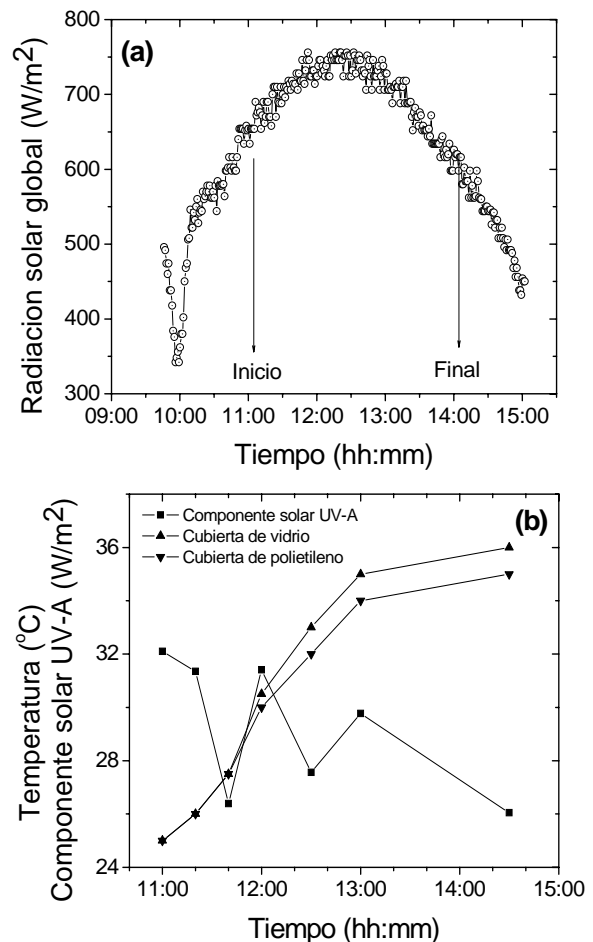 (a)
Radiacion solar global (W/m²)
800
700
600
500
400
300
Inicio
Final
09:00 10:00 11:00 12:00 13:00 14:00 15:00
Tiempo (hh:mm)
(b)
Componente solar UV-A
Cubierta de vidrio
Cubierta de polietileno
Temperatura (°C)
Componente solar UV-A (W/m²)
36
32
28
24
11:00 12:00 13:00 14:00 15:00
Tiempo (hh:mm)